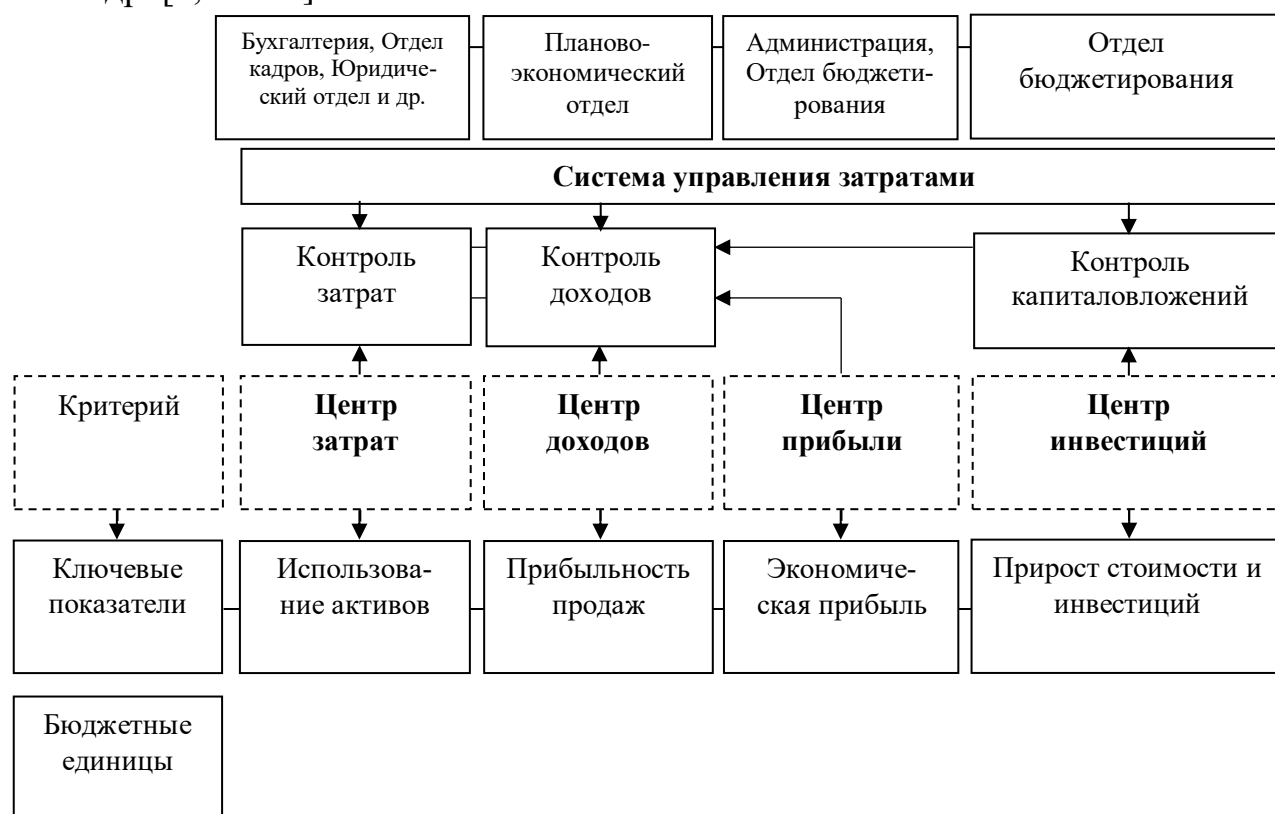 Бухгалтерия, Отдел
кадров, Юридиче-
ский отдел и др.
Планово-
экономический
отдел
Администрация,
Отдел бюджети-
рования
Отдел
бюджетирования
Система управления затратами
Контроль
затрат
Контроль
доходов
Контроль
капиталовложений
Критерий
Центр
затрат
Центр
доходов
Центр
прибыли
Центр
инвестиций
Ключевые
показатели
Использова-
ние активов
Прибыльность
продаж
Экономиче-
ская прибыль
Прирост стоимости и
инвестиций
Бюджетные
единицы